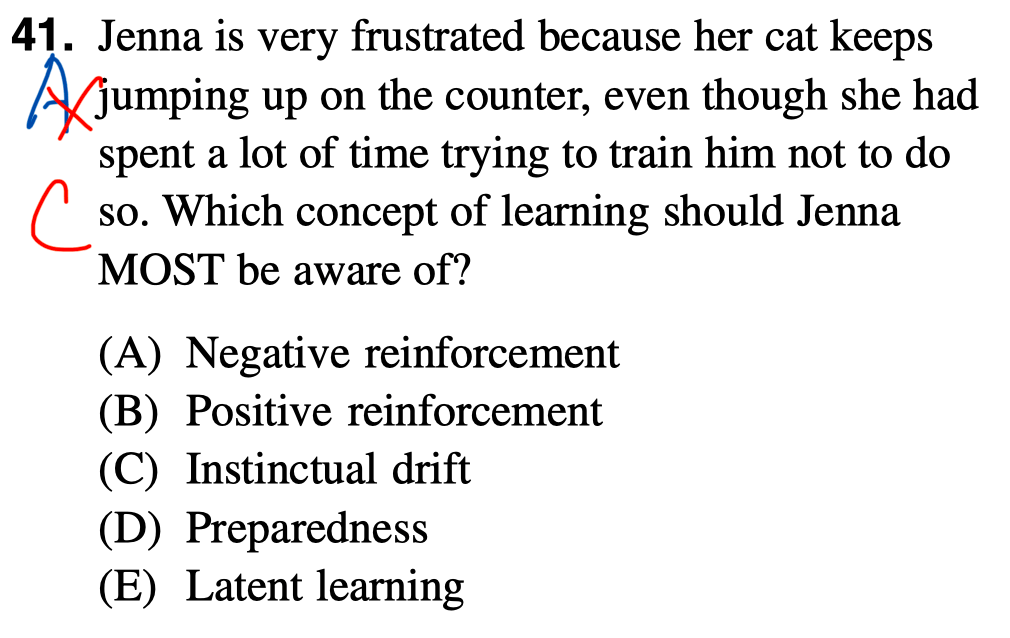 41. Jenna is very frustrated because her cat keeps
A jumping up on the counter, even though she had
spent a lot of time trying to train him not to do
C so. Which concept of learning should Jenna
MOST be aware of?
(A) Negative reinforcement
(B) Positive reinforcement
(C) Instinctual drift
(D) Preparedness
(E) Latent learning